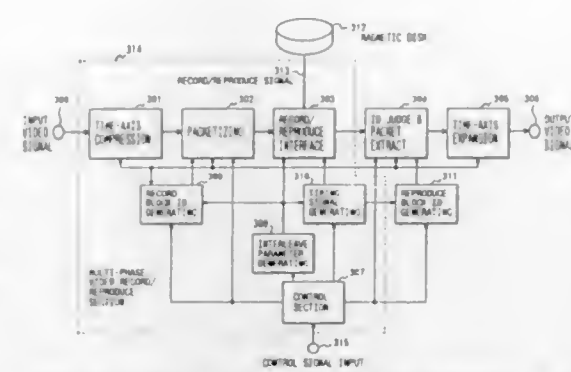 312
MAGNETIC DISK
314
313
RECORD/REPRODUCE SIGNAL
300
301
302
303
304
305
306
INPUT
VIDEO
SIGNAL
TIME-AXIS
COMPRESSION
PACKETIZING
RECORD/
REPRODUCE
INTERFACE
ID JUDGE &
PACKET
EXTRACT
TIME-AXIS
EXPANSION
OUTPUT
VIDEO
SIGNAL
309
310
311
RECORD
BLOCK ID
GENERATING
TIMING
SIGNAL
GENERATING
REPRODUCE
BLOCK ID
GENERATING
308
INTERLEAVE
PARAMETER
GENERATING
307
MULTI-PHASE
VIDEO RECORD/
REPRODUCE
SECTION
CONTROL
SECTION
315
CONTROL SIGNAL INPUT